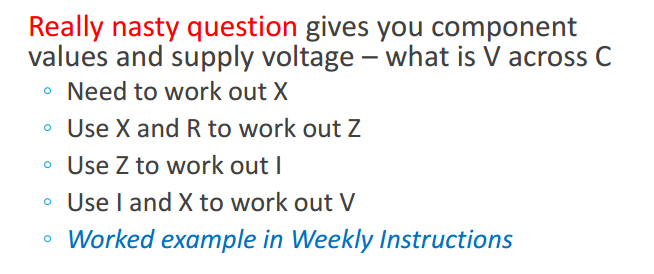 Really nasty question gives you component
values and supply voltage – what is V across C
◦ Need to work out X
◦ Use X and R to work out Z
◦ Use Z to work out I
◦ Use I and X to work out V
◦ Worked example in Weekly Instructions